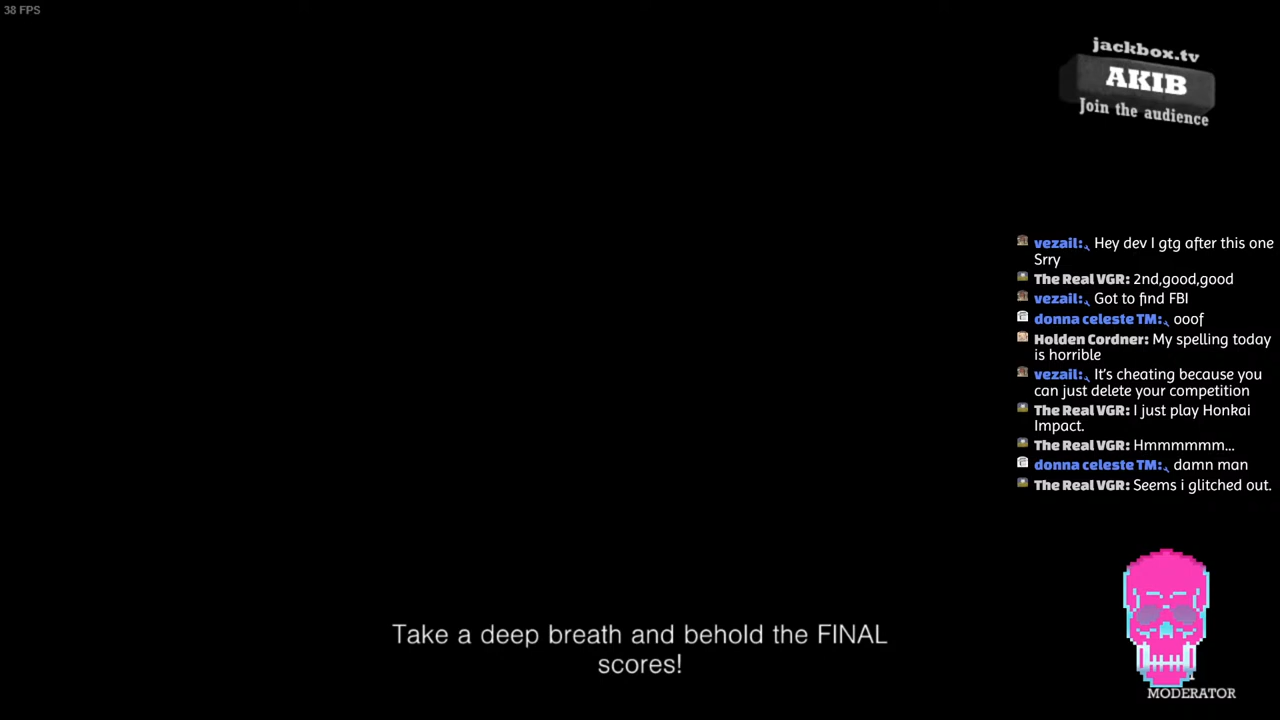 38 FPS
jackbox.tv
AKIB
Join the audience
vezail: Hey dev I gtg after this one
Srry
The Real VGR: 2nd,good,good
vezail: Got to find FBI
donna celeste TM: ooof
Holden Cordner: My spelling today
is horrible
vezail: It's cheating because you
can just delete your competition
The Real VGR: I just play Honkai
Impact.
The Real VGR: Hmmmmmm...
donna celeste TM: damn man
The Real VGR: Seems i glitched out.
Take a deep breath and behold the FINAL
scores!
MODERATOR